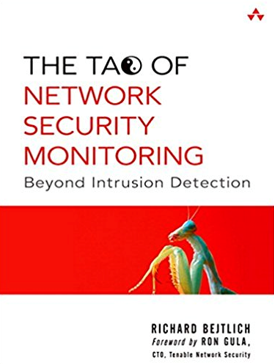 THE TAO OF
NETWORK
SECURITY
MONITORING
Beyond Intrusion Detection
RICHARD BEJTLICH
Foreword by RON GULA,
CTO, Tenable Network Security